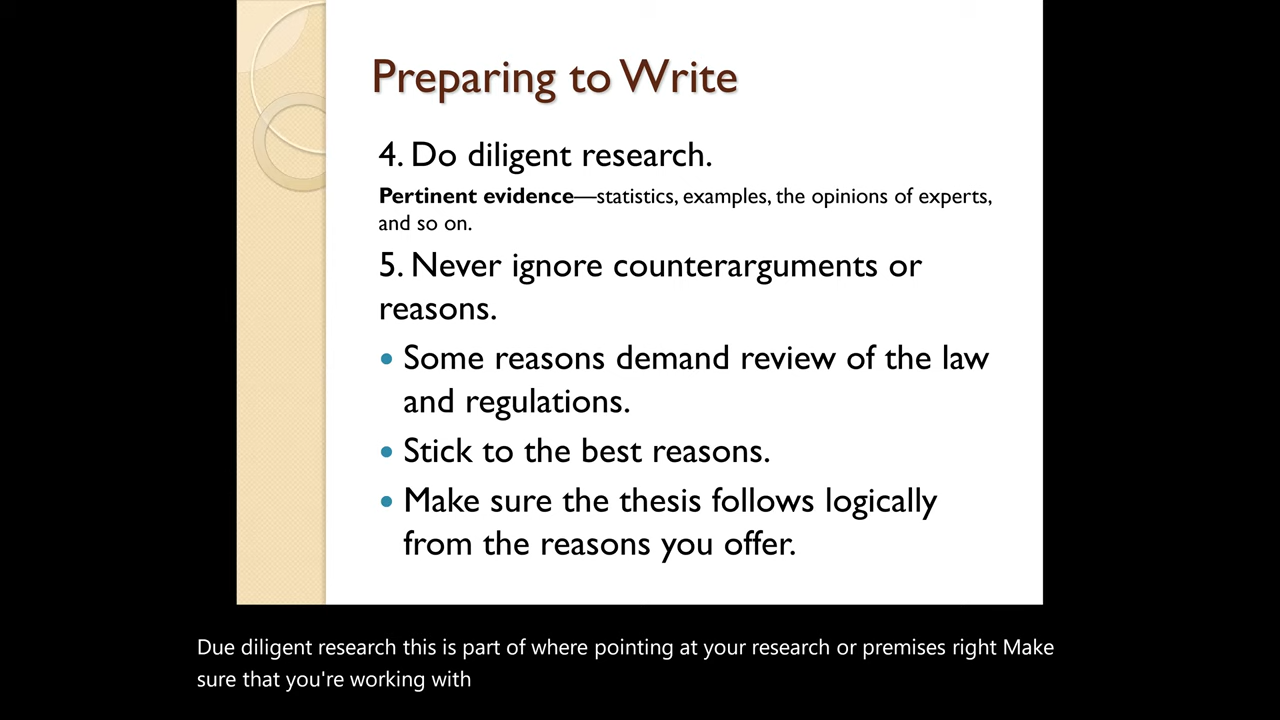 Preparing to Write
4. Do diligent research.
Pertinent evidence—statistics, examples, the opinions of experts,
and so on.
5. Never ignore counterarguments or
reasons.
• Some reasons demand review of the law
and regulations.
• Stick to the best reasons.
• Make sure the thesis follows logically
from the reasons you offer.
Due diligent research this is part of where pointing at your research or premises right Make
sure that you're working with